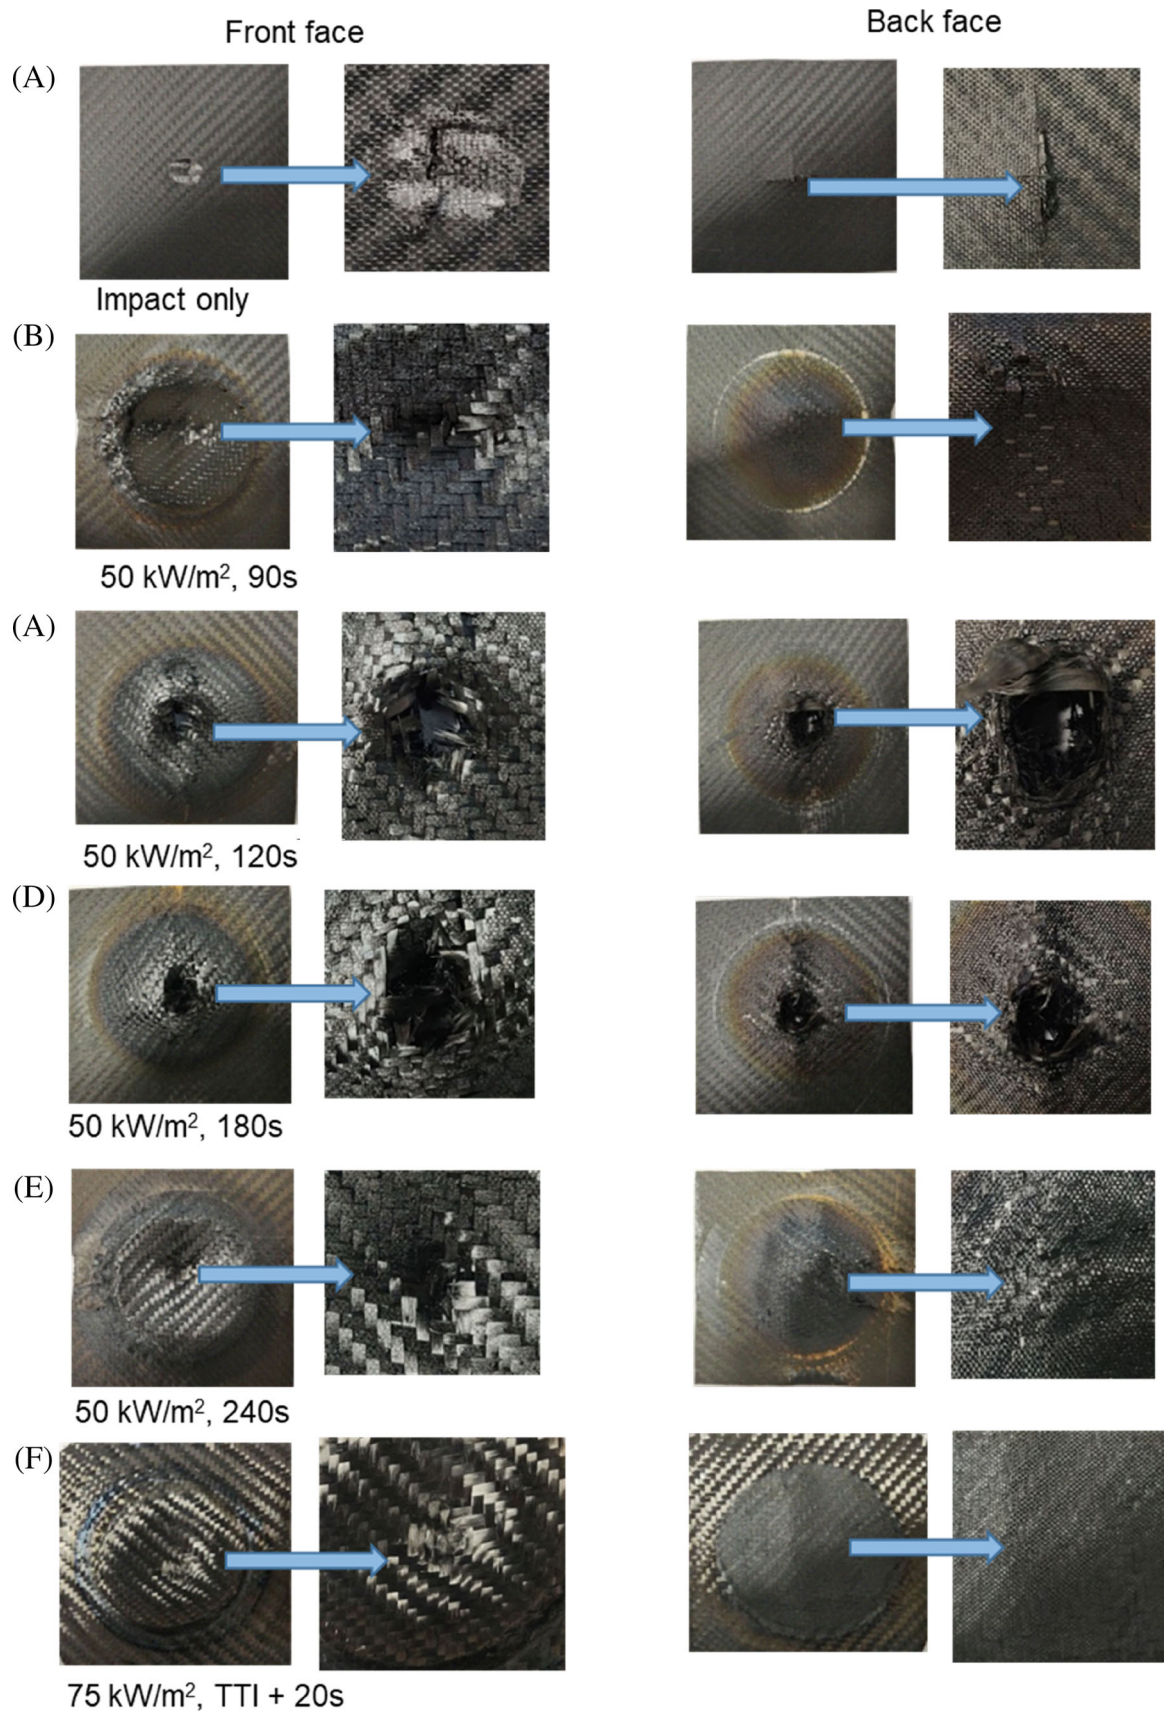 Front face
Back face
(A)
Impact only
(B)
50 kW/m², 90s
(A)
50 kW/m², 120s
(D)
50 kW/m², 180s
(E)
50 kW/m², 240s
(F)
75 kW/m², TTI + 20s